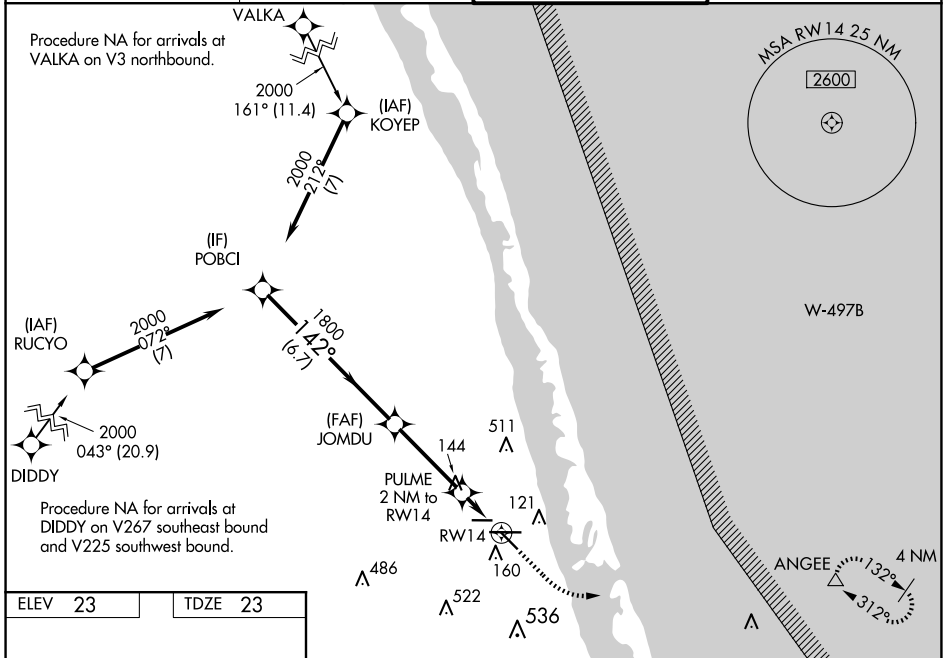 VALKA
Procedure NA for arrivals at
VALKA on V3 northbound.
2000
161° (11.4)
(IAF)
KOYEP
2000
212°
(7)
MSA RW14 25 NM
2600
(IF)
POBCI
(IAF)
RUCYO
2000
072°
(7)
1800
142°
(6.7)
W-497B
2000
043° (20.9)
DIDDY
(FAF)
JOMDU
511
144
PULME
2 NM to
RW14
121
RW14
160
Procedure NA for arrivals at
DIDDY on V267 southeast bound
and V225 southwest bound.
486
522
536
ANGEE
4 NM
132°
312°
ELEV 23
TDZE 23